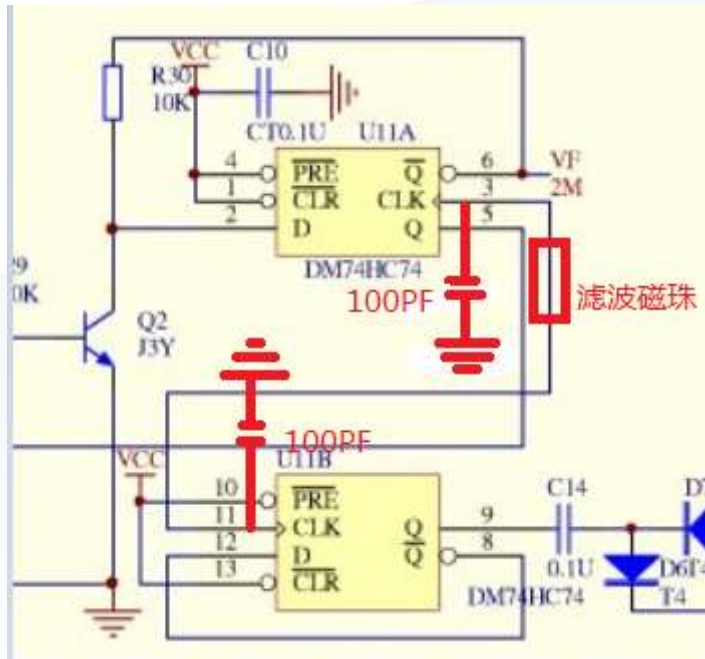 VCC C10
R30
10K
CT0.1U U11A
4 PRE Q 6 VF
1 CLR CLK 3 2M
2 D Q 5
DM74HC74
0K
100PF
滤波磁珠
Q2
J3Y
100PF
VCC
U11B
10 PRE
11 CLK Q 9 C14
12 D Q 8
13 CLR 0.1U
DM74HC74
T4